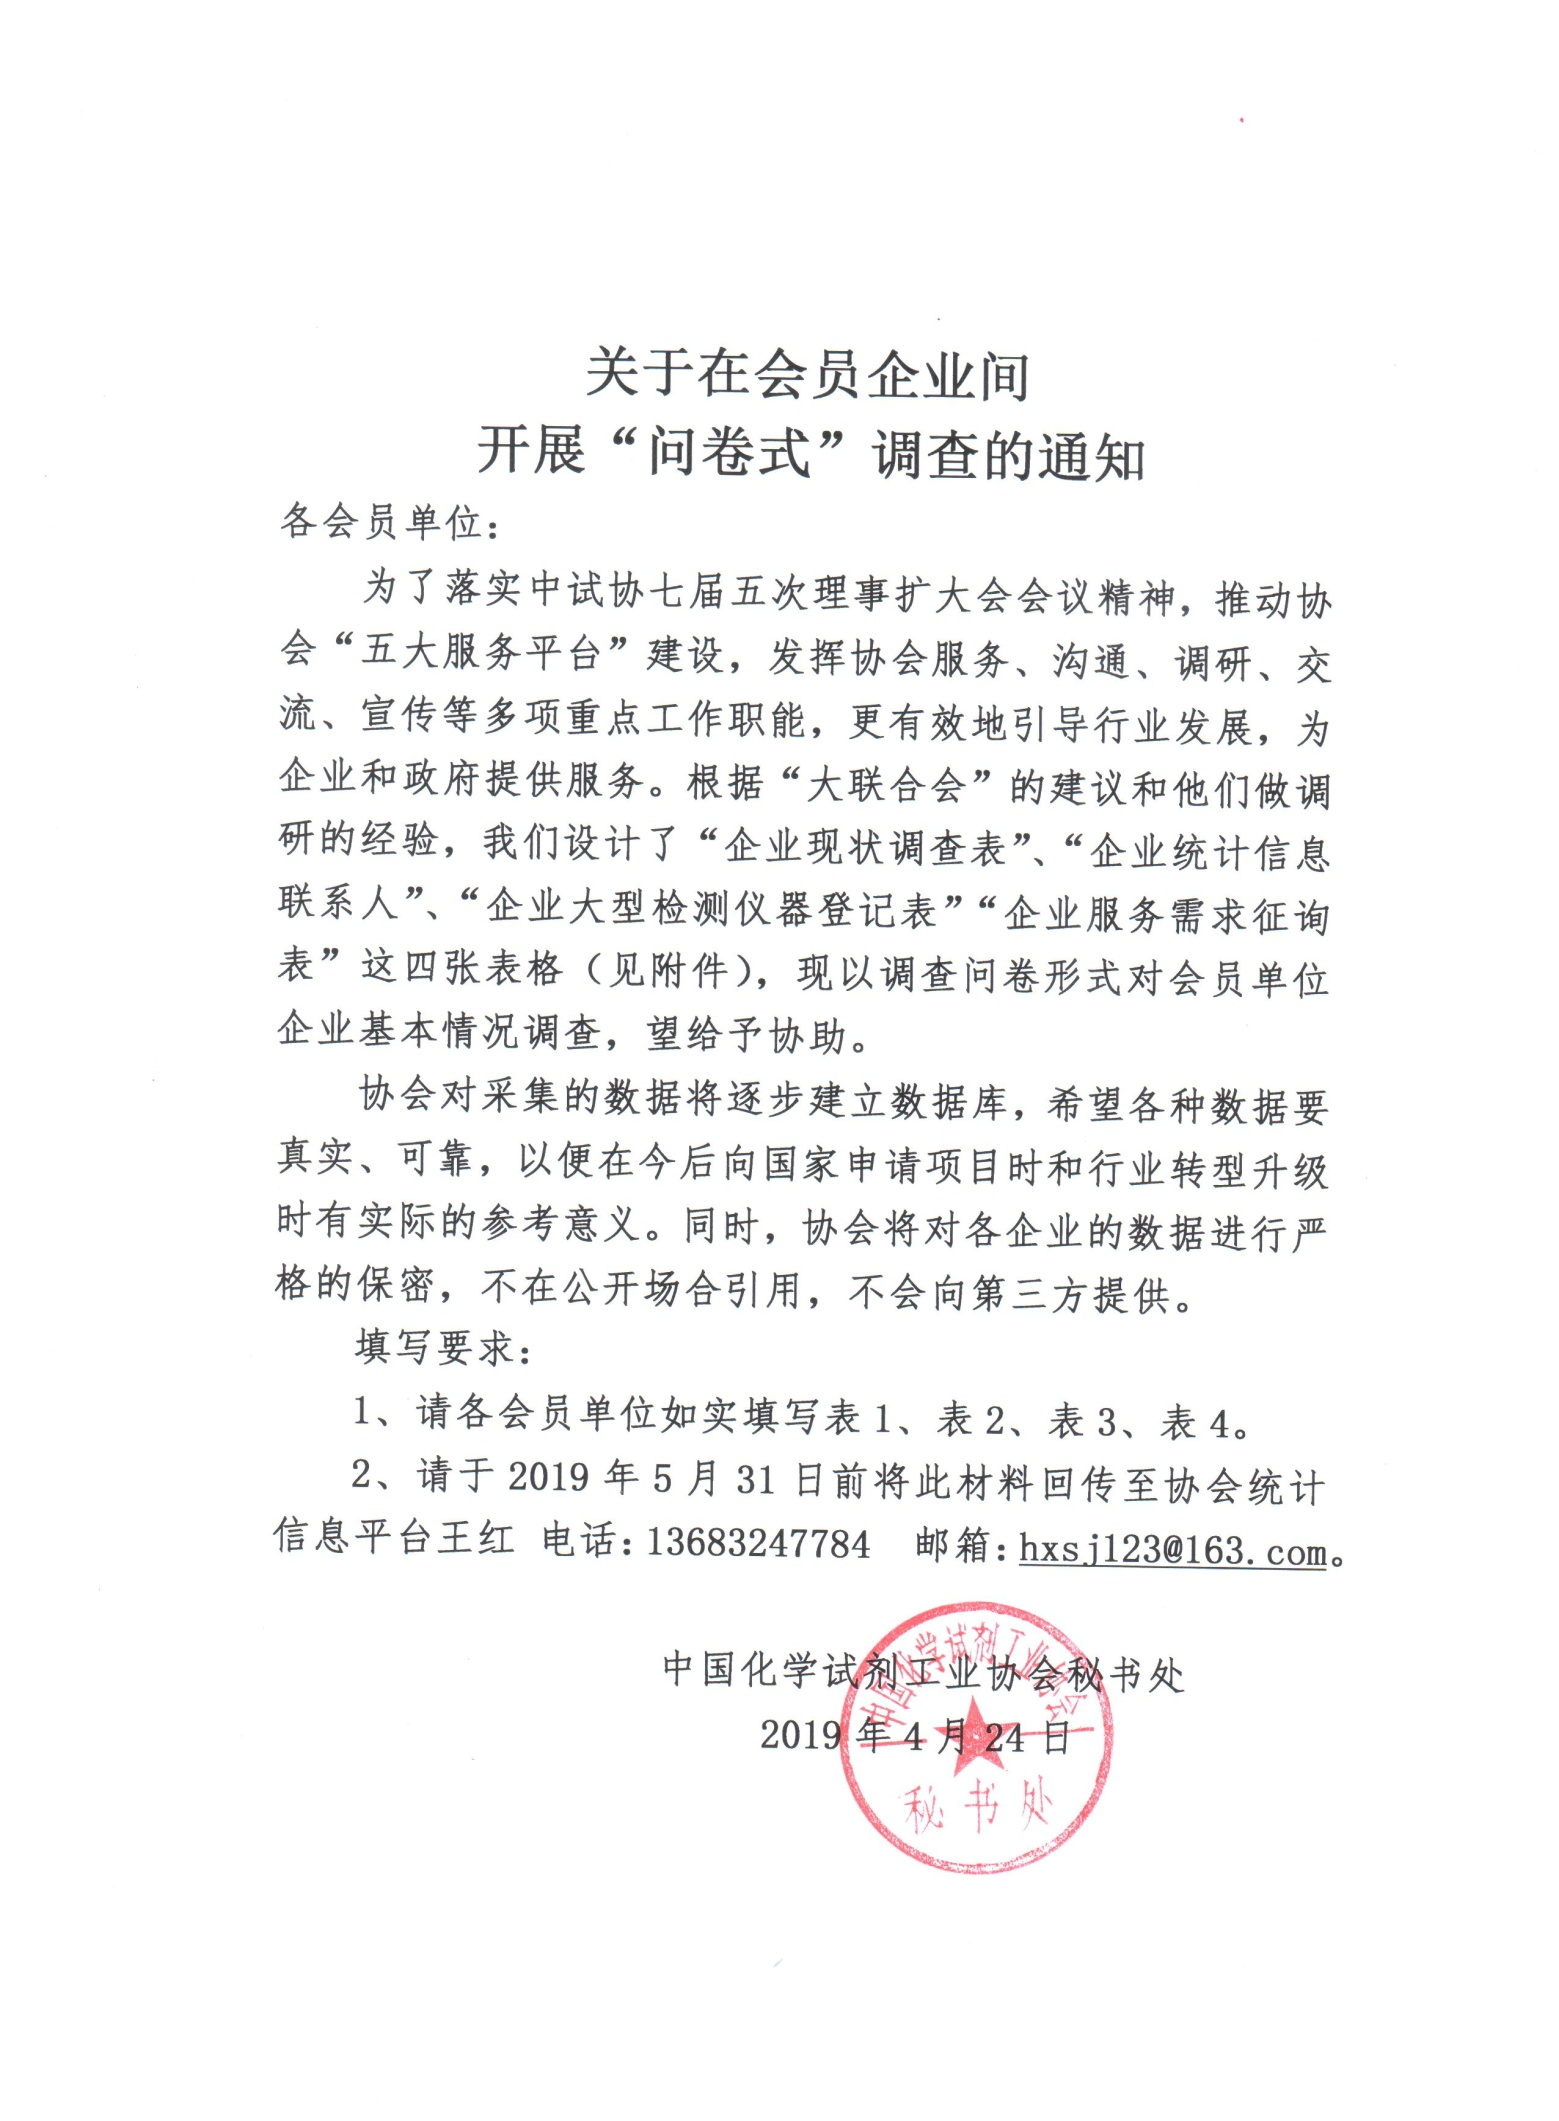 关于在会员企业间
开展“问卷式”调查的通知
各会员单位：
为了落实中试协七届五次理事扩大会会议精神，推动协
会“五大服务平台”建设，发挥协会服务、沟通、调研、交
流、宣传等多项重点工作职能，更有效地引导行业发展，为
企业和政府提供服务。根据“大联合会”的建议和他们做调
研的经验，我们设计了“企业现状调查表”、“企业统计信息
联系人”、“企业大型检测仪器登记表”“企业服务需求征询
表”这四张表格（见附件），现以调查问卷形式对会员单位
企业基本情况调查，望给予协助。
协会对采集的数据将逐步建立数据库，希望各种数据要
真实、可靠，以便在今后向国家申请项目时和行业转型升级
时有实际的参考意义。同时，协会将对各企业的数据进行严
格的保密，不在公开场合引用，不会向第三方提供。
填写要求：
1、请各会员单位如实填写表1、表2、表3、表4。
2、请于2019年5月31日前将此材料回传至协会统计
信息平台王红 电话：13683247784 邮箱：hxsj123@163.com。
中国化学试剂工业协会秘书处
2019年4月24日
中国化学试剂工业协会
秘书处